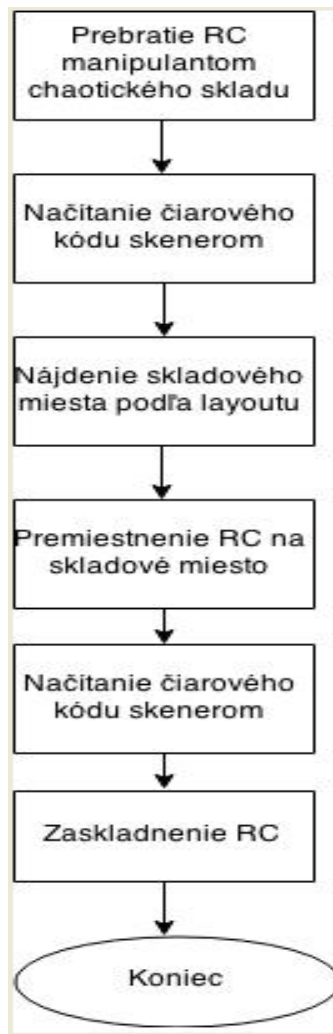 Prebratie RC
manipulantom
chaotického skladu
Načítanie čiarového
kódu skenerom
Nájdenie skladového
miesta podľa layoutu
Premiestnenie RC na
skladové miesto
Načítanie čiarového
kódu skenerom
Zaskladnenie RC
Koniec